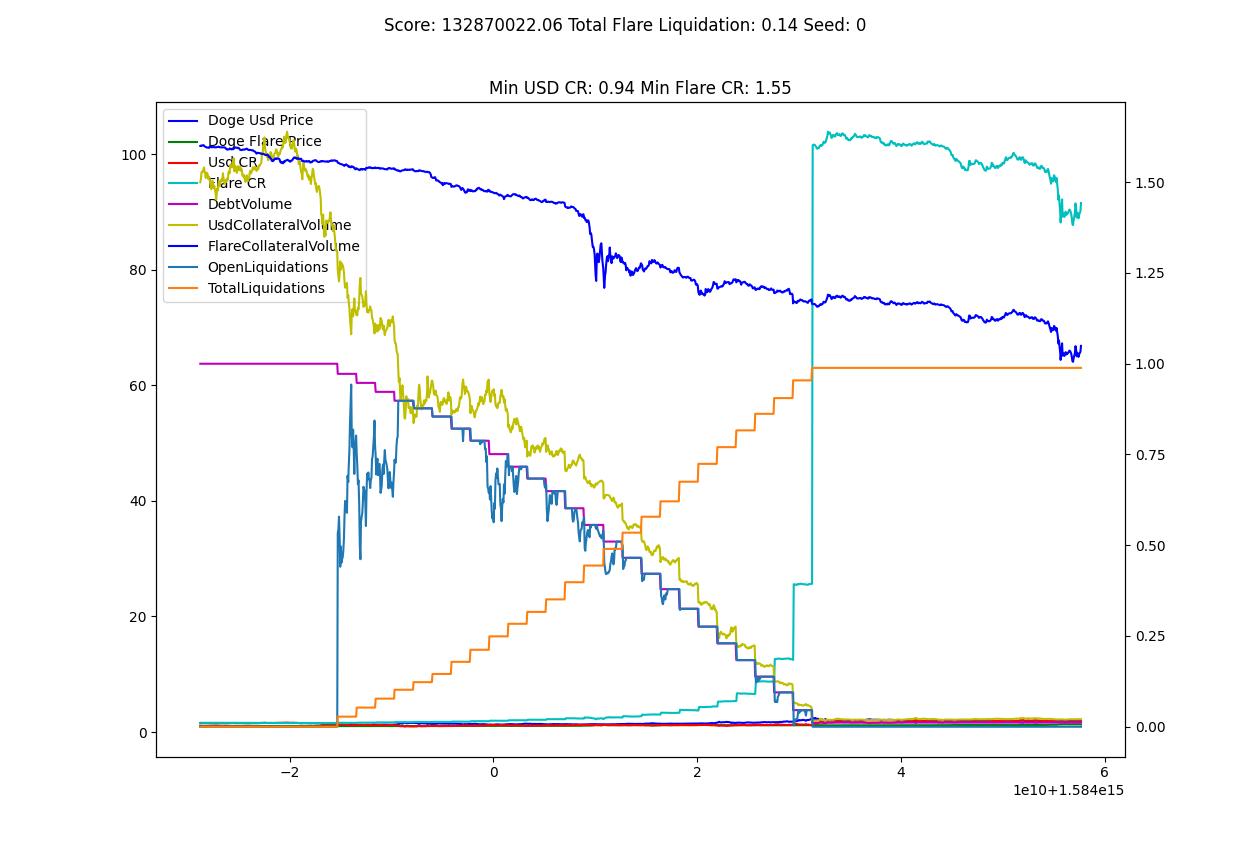 Score: 132870022.06 Total Flare Liquidation: 0.14 Seed: 0
Min USD CR: 0.94 Min Flare CR: 1.55
Doge Usd Price
Doge Flare Price
Usd CR
Flare CR
DebtVolume
UsdCollateralVolume
FlareCollateralVolume
OpenLiquidations
TotalLiquidations
100
80
60
40
20
0
1.50
1.25
1.00
0.75
0.50
0.25
0.00
−2 0 2 4 6
1e10+1.584e15